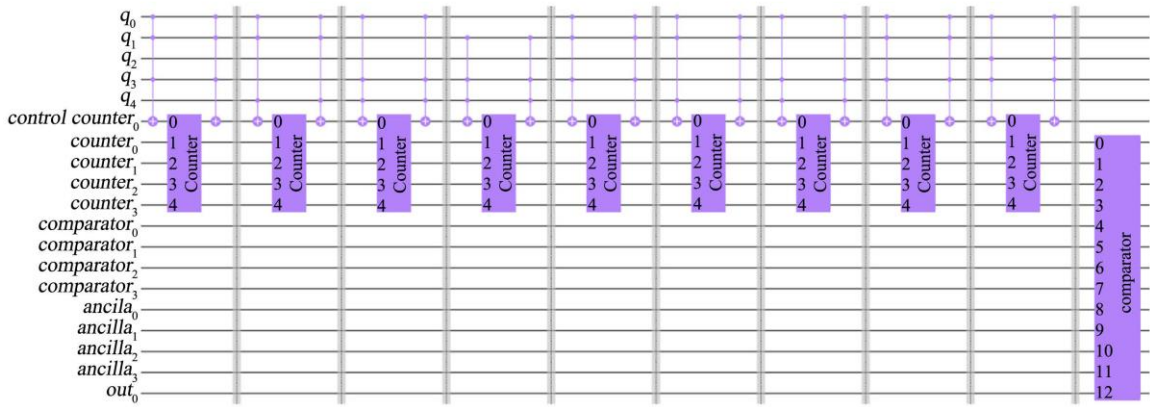 q0
q1
q2
q3
q4
control counter0
counter0
counter1
counter2
counter3
comparator0
comparator1
comparator2
comparator3
ancila0
ancilla1
ancilla2
ancilla3
out0
0
1
2
3
4
Counter
0
1
2
3
4
Counter
0
1
2
3
4
Counter
0
1
2
3
4
Counter
0
1
2
3
4
Counter
0
1
2
3
4
Counter
0
1
2
3
4
Counter
0
1
2
3
4
Counter
0
1
2
3
4
Counter
0
1
2
3
4
5
6
7
8
9
10
11
12
comparator